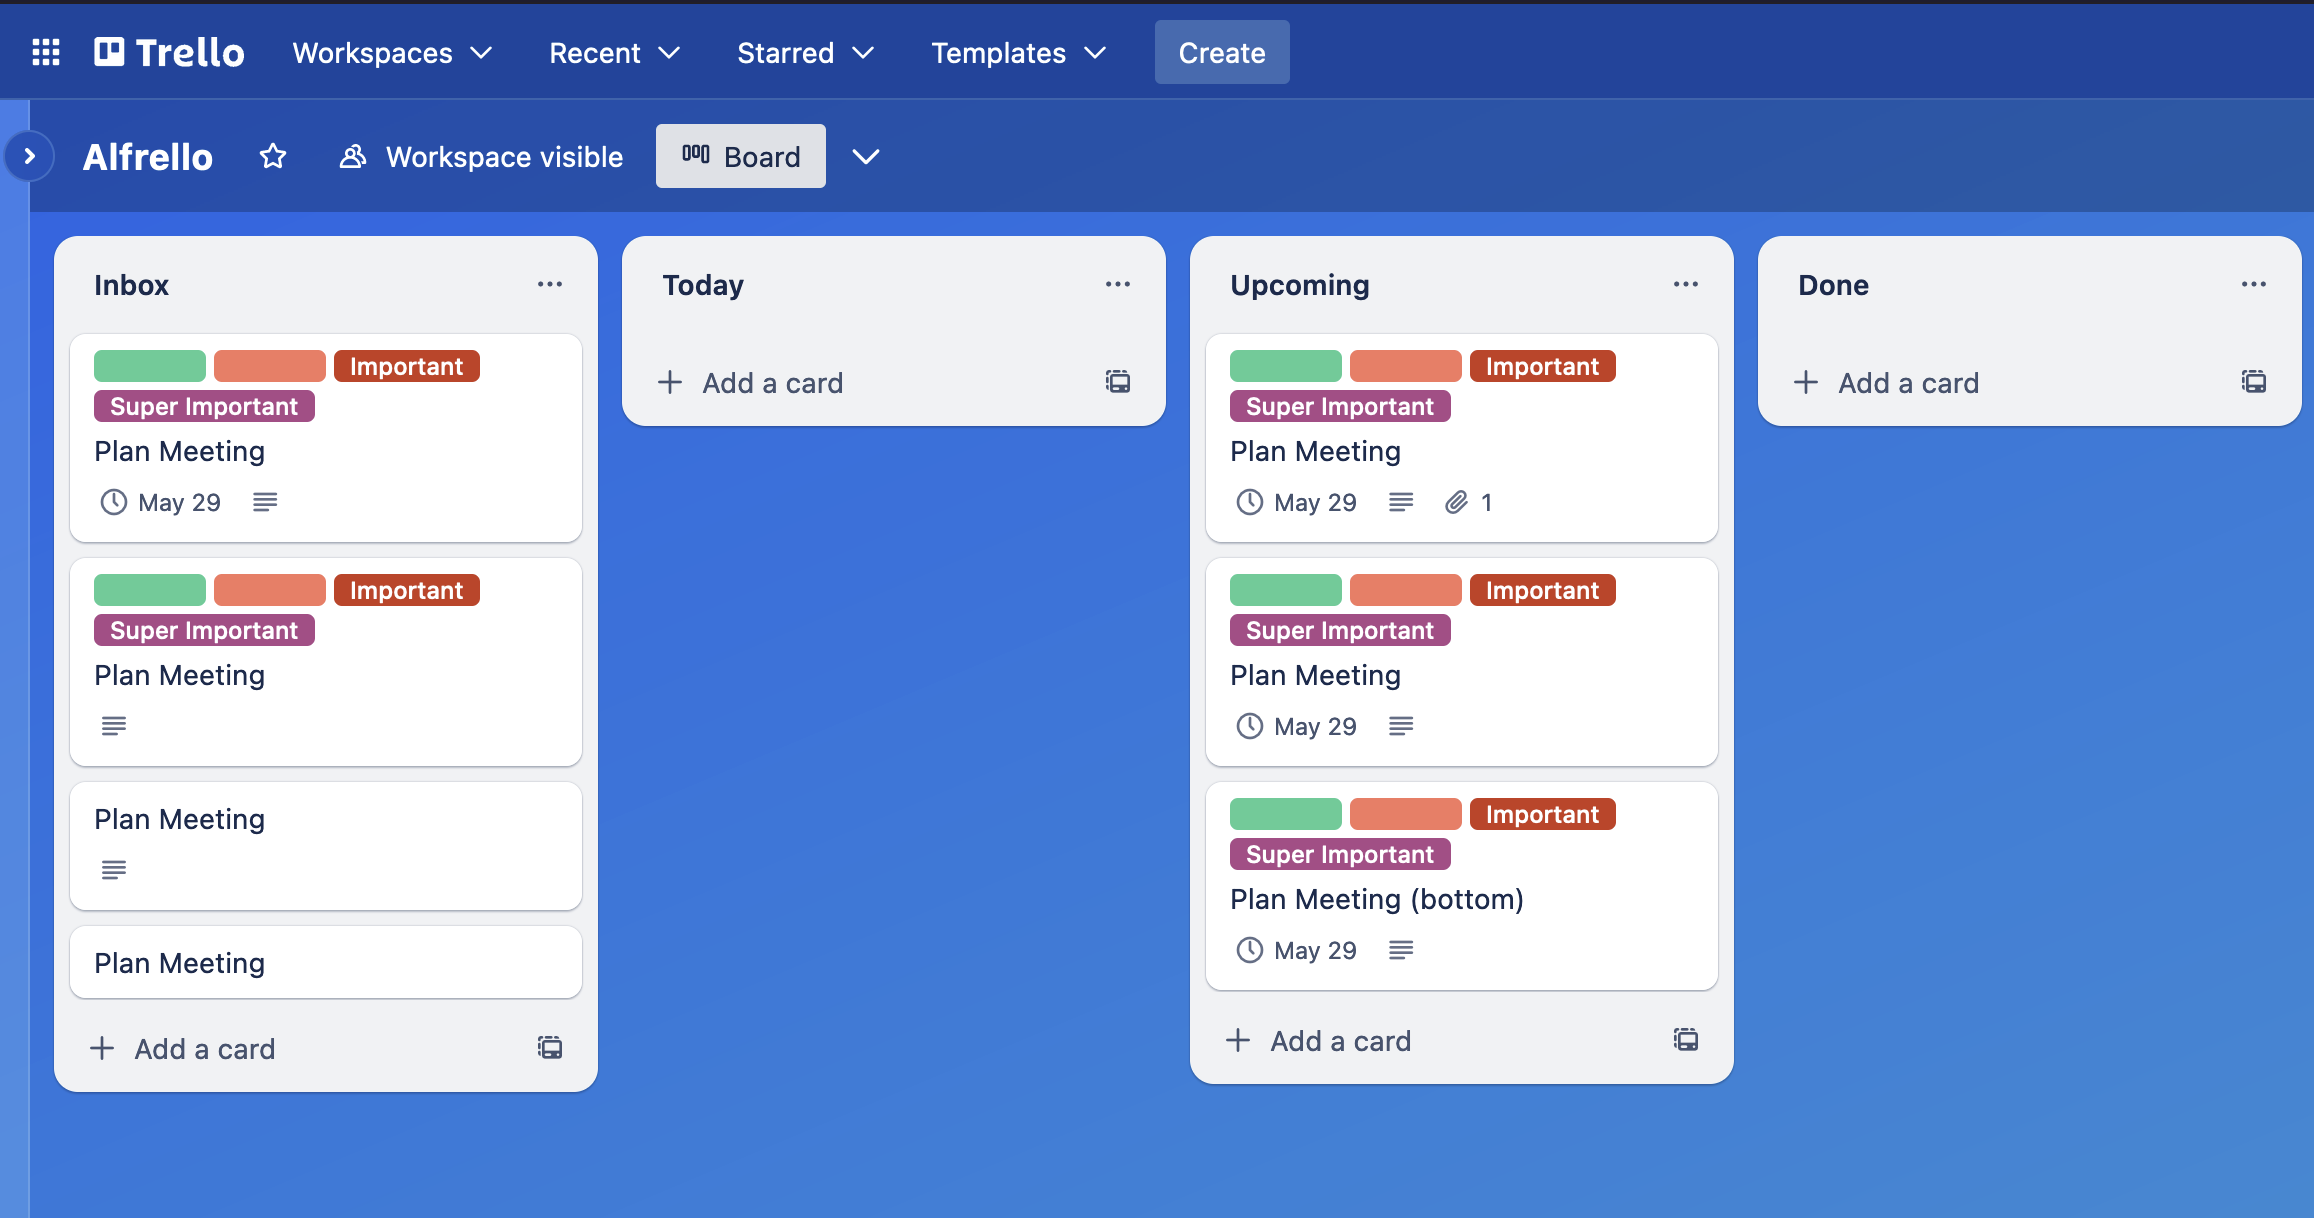 Trello Workspaces Recent Starred Templates Create
Alfrello Workspace visible Board
Inbox
Important
Super Important
Plan Meeting
May 29
Important
Super Important
Plan Meeting
Plan Meeting
Plan Meeting
+ Add a card
Today
+ Add a card
Upcoming
Important
Super Important
Plan Meeting
May 29 1
Important
Super Important
Plan Meeting
May 29
Important
Super Important
Plan Meeting (bottom)
May 29
+ Add a card
Done
+ Add a card